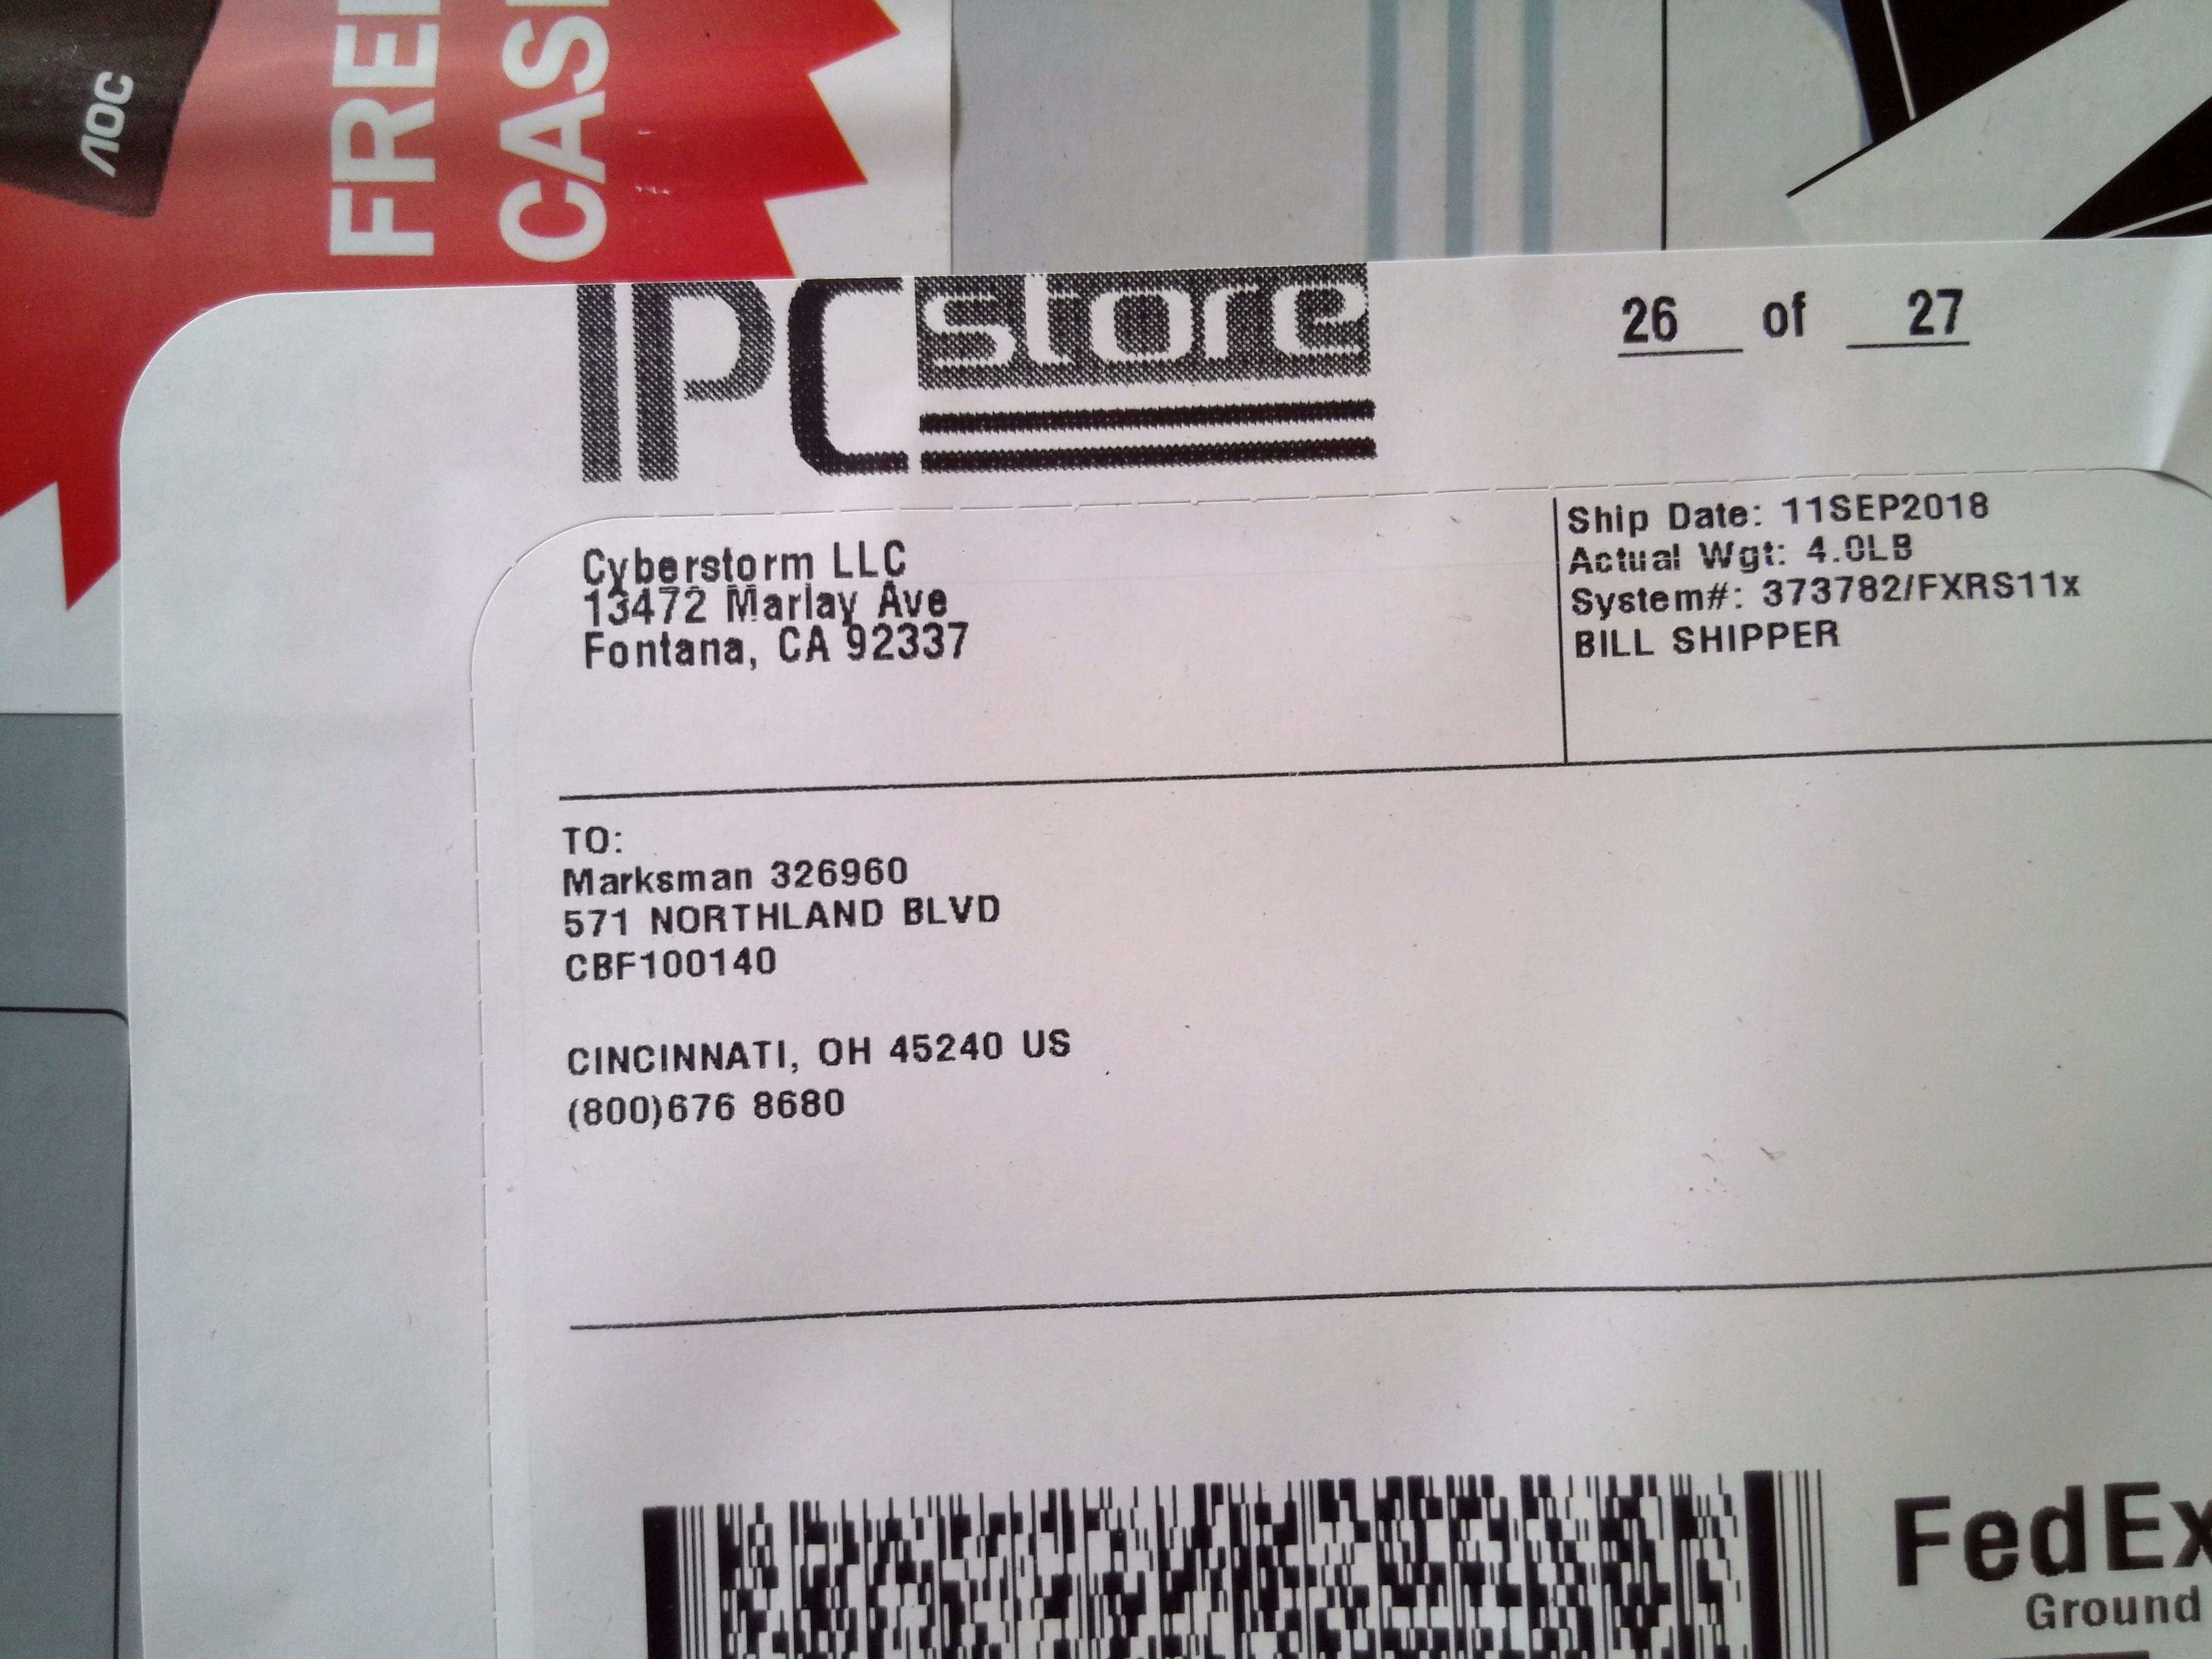 AOC
FREE
CAS
IPC store
26 of 27
Cyberstorm LLC
13472 Marlay Ave
Fontana, CA 92337
Ship Date: 11SEP2018
Actual Wgt: 4.0LB
System#: 373782/FXRS11x
BILL SHIPPER
TO:
Marksman 326960
571 NORTHLAND BLVD
CBF100140
CINCINNATI, OH 45240 US
(800)676 8680
FedEx
Ground